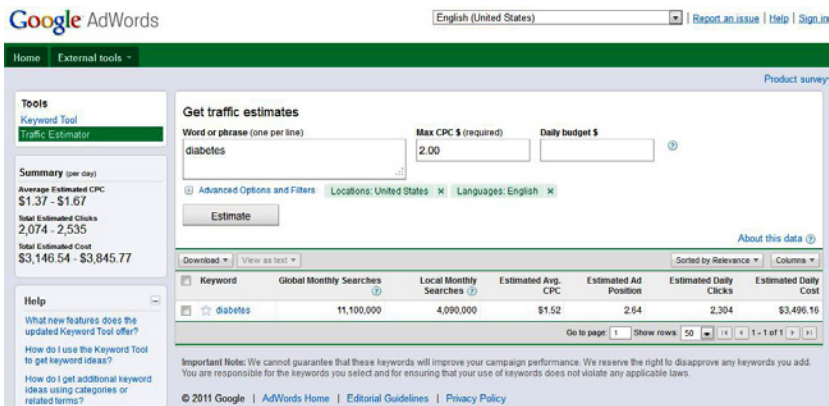 Google AdWords
English (United States)
Report an issue | Help | Sign in
Home External tools
Product survey
Tools
Keyword Tool
Traffic Estimator
Summary (per day)
Average Estimated CPC
$1.37 - $1.67
Total Estimated Clicks
2,074 - 2,535
Total Estimated Cost
$3,146.54 - $3,845.77
Help
What new features does the
updated Keyword Tool offer?
How do I use the Keyword Tool
to get keyword ideas?
How do I get additional keyword
ideas using categories or
related terms?
Get traffic estimates
Word or phrase (one per line) Max CPC $ (required) Daily budget $
diabetes 2.00
Advanced Options and Filters Locations: United States × Languages: English ×
Estimate
About this data
Download View as text Sorted by Relevance Columns
Keyword Global Monthly Searches Local Monthly Searches Estimated Avg. CPC Estimated Ad Position Estimated Daily Clicks Estimated Daily Cost
diabetes 11,100,000 4,090,000 $1.52 2.64 2,304 $3,496.16
Go to page: 1 Show rows: 50 1 - 1 of 1
Important Note: We cannot guarantee that these keywords will improve your campaign performance. We reserve the right to disapprove any keywords you add.
You are responsible for the keywords you select and for ensuring that your use of keywords does not violate any applicable laws.
© 2011 Google | AdWords Home | Editorial Guidelines | Privacy Policy